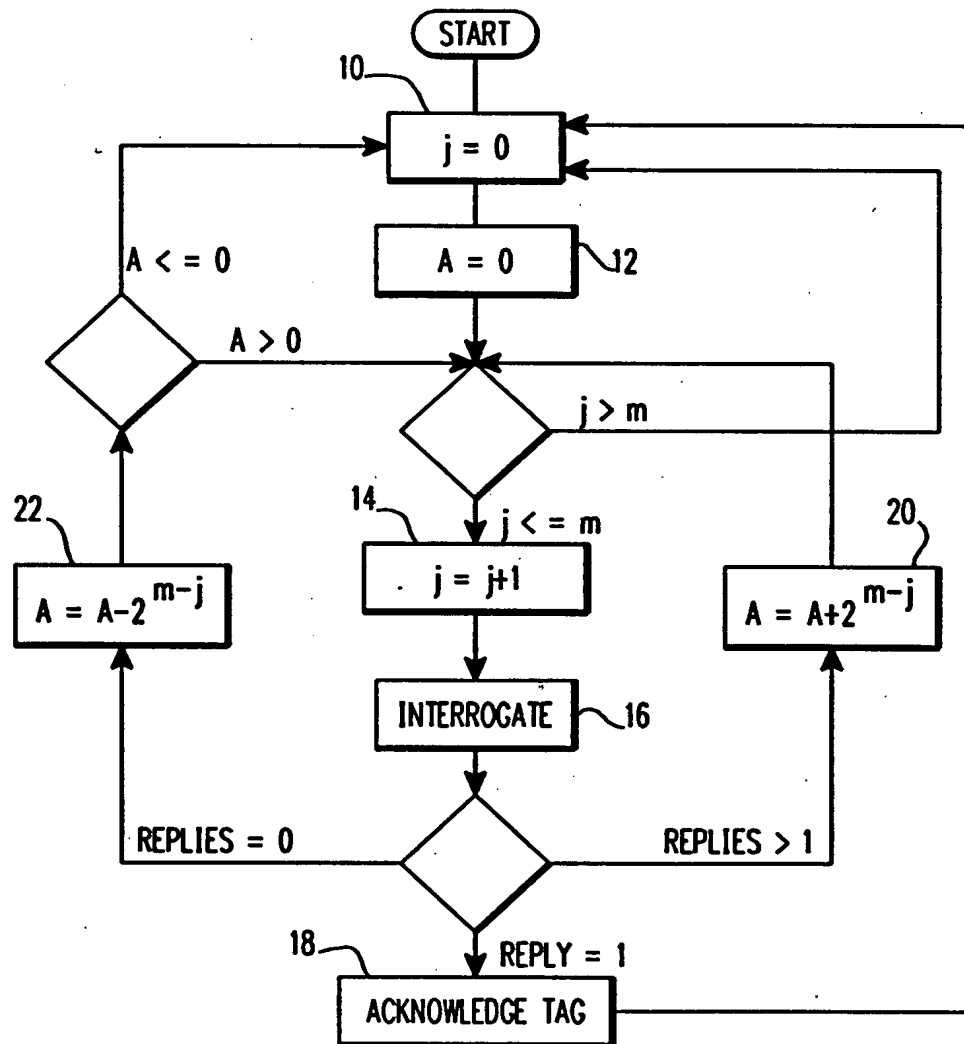 START
10
j = 0
A = 0
12
A < = 0
A > 0
j > m
14
j < = m
j = j+1
22
A = A-2^m-j
20
A = A+2^m-j
INTERROGATE
16
REPLIES = 0
REPLIES > 1
18
REPLY = 1
ACKNOWLEDGE TAG